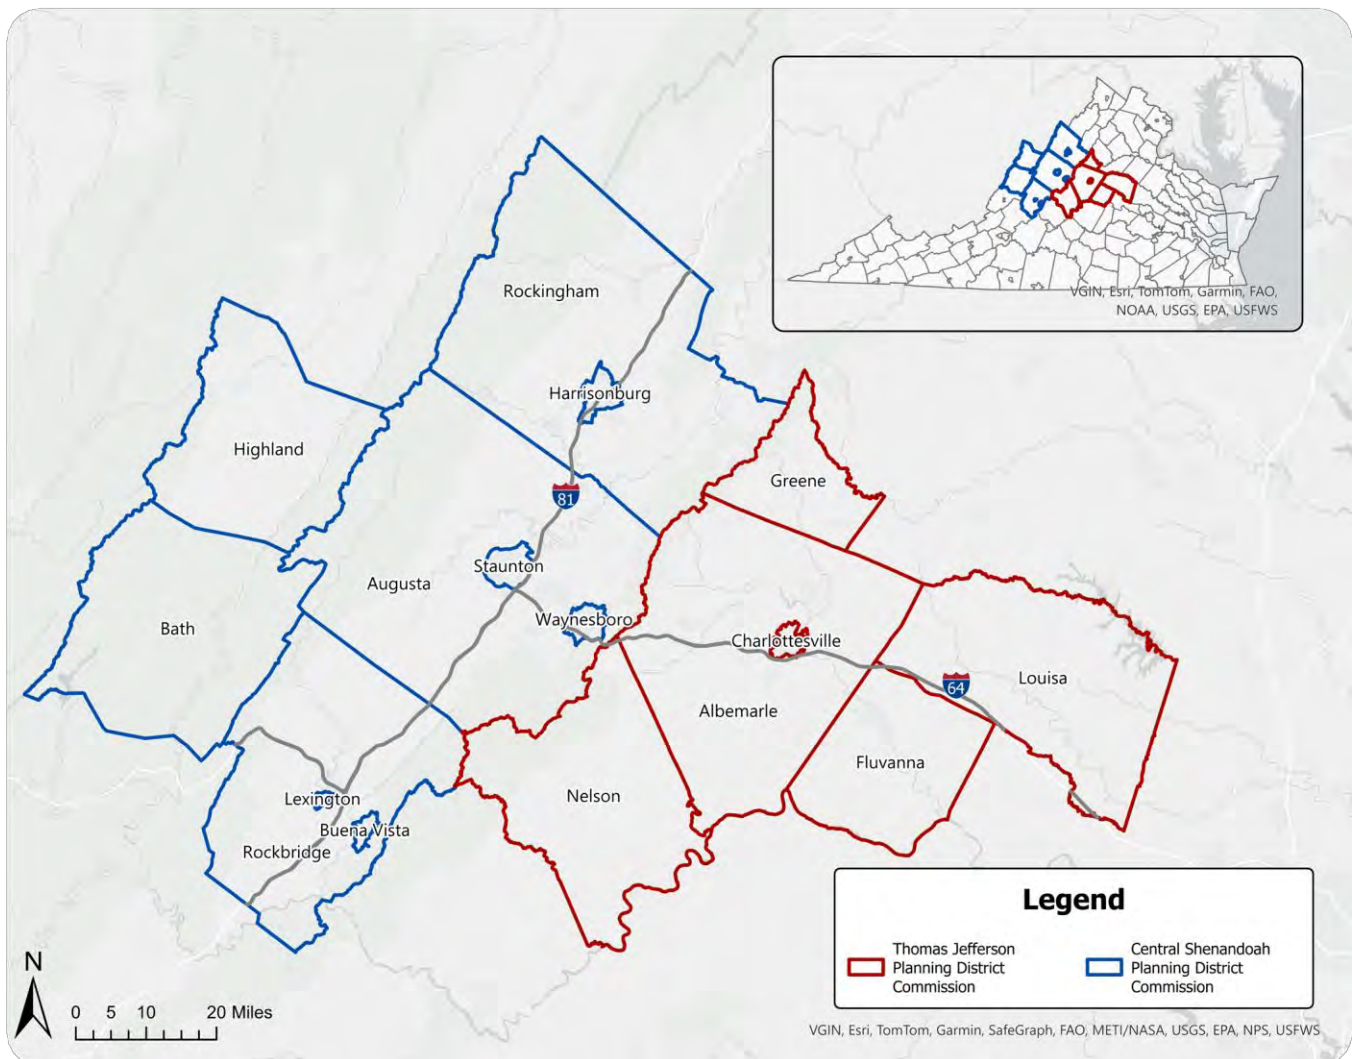 VGIN, Esri, TomTom, Garmin, FAO,
NOAA, USGS, EPA, USFWS
Rockingham
Harrisonburg
Highland
Greene
81
Staunton
Augusta
Waynesboro
Bath
Charlottesville
64
Louisa
Albemarle
Fluvanna
Nelson
Lexington
Buena Vista
Rockbridge
Legend
Thomas Jefferson
Planning District
Commission
Central Shenandoah
Planning District
Commission
N
0 5 10 20 Miles
VGIN, Esri, TomTom, Garmin, SafeGraph, FAO, METI/NASA, USGS, EPA, NPS, USFWS